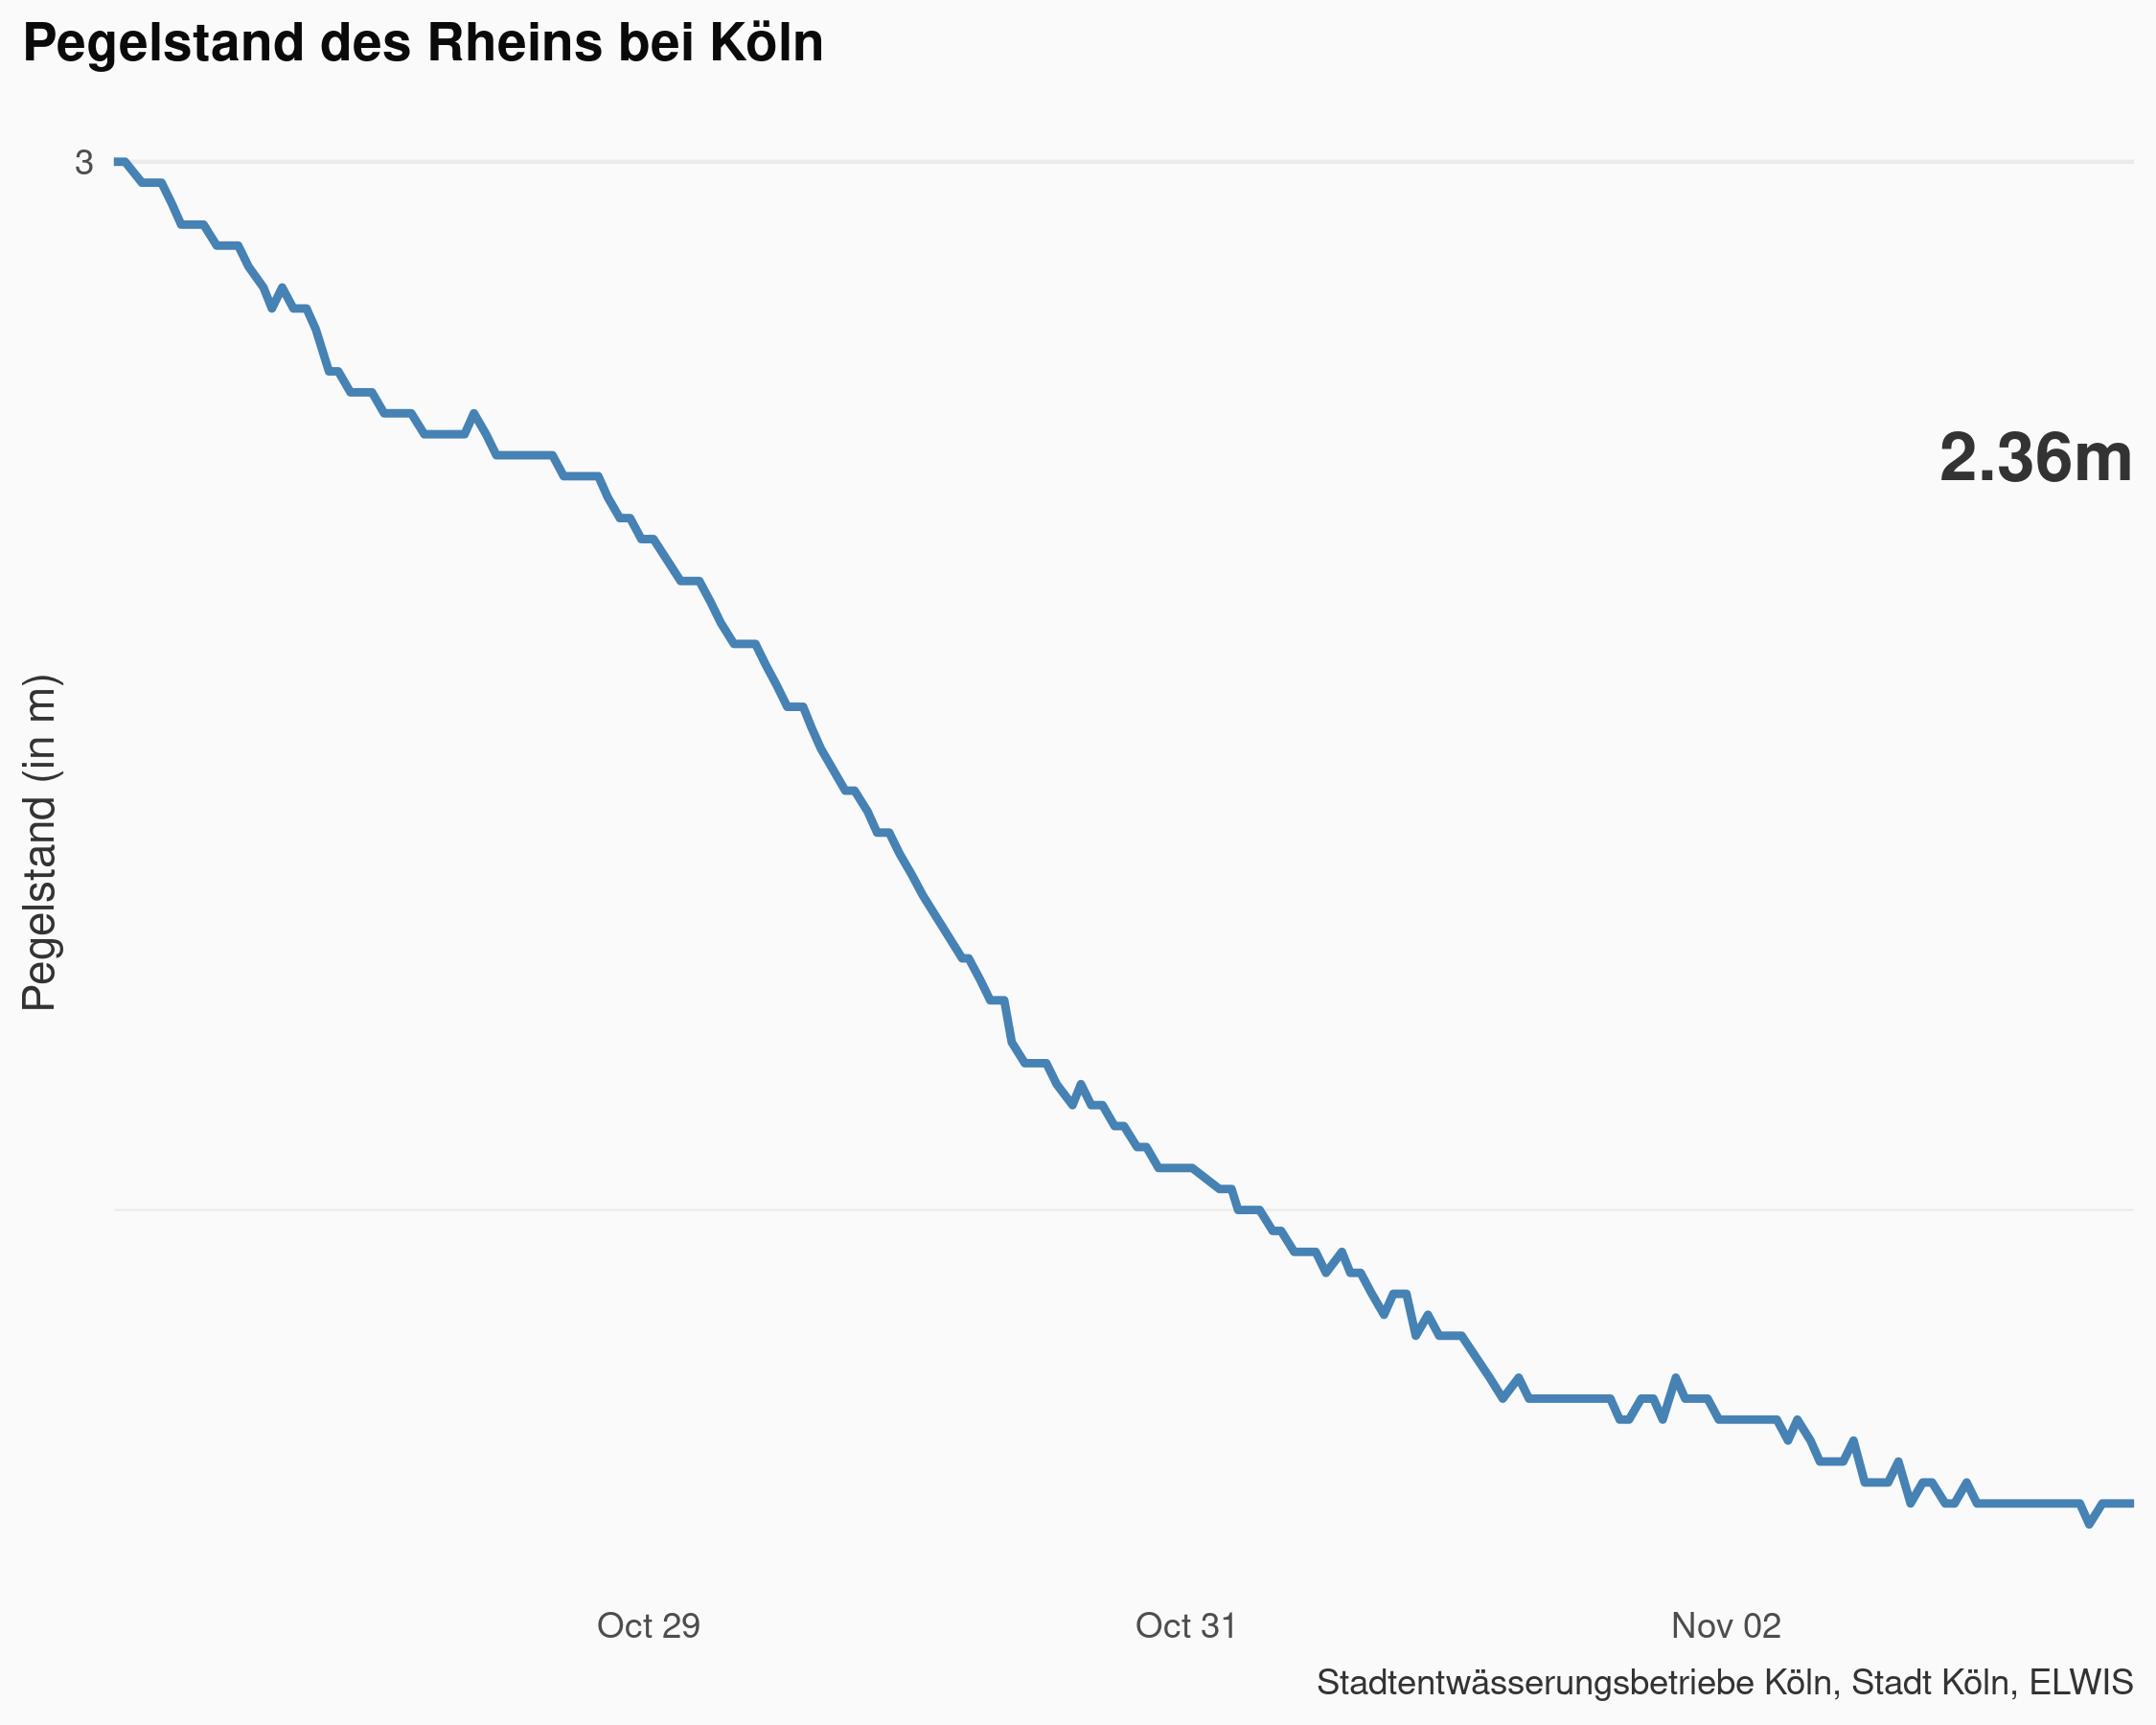 Pegelstand des Rheins bei Köln
3
2.36m
Pegelstand (in m)
Oct 29
Oct 31
Nov 02
Stadtentwässerungsbetriebe Köln, Stadt Köln, ELWIS